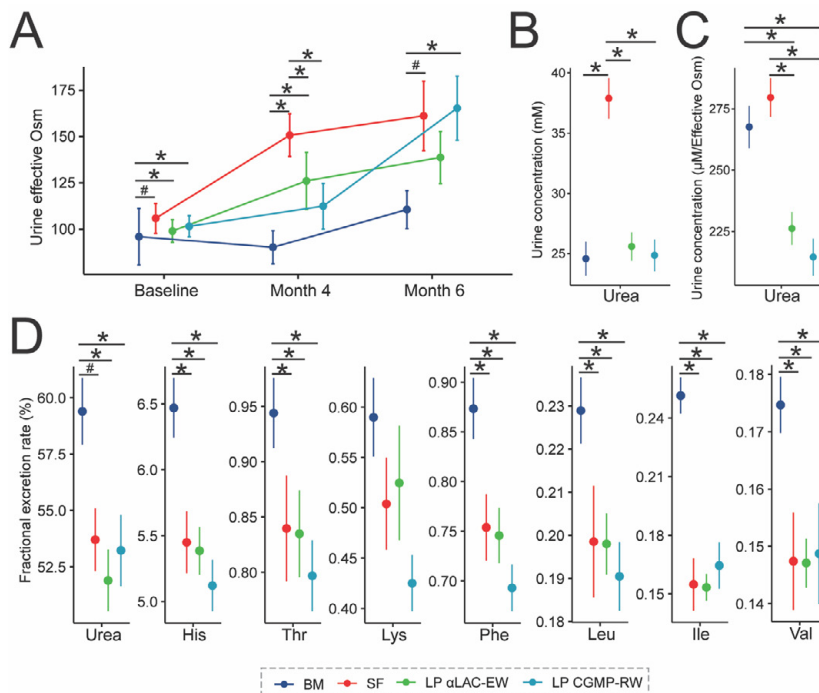 A
Urine effective Osm
175
150
125
100
Baseline Month 4 Month 6
* * # * * * * # *
B
Urine concentration (mM)
40
35
30
25
* * *
Urea
C
Urine concentration (µM/Effective Osm)
275
250
225
* * * *
Urea
D
Fractional excretion rate (%)
60.0
57.5
55.0
52.5
* * #
Urea
6.5
6.0
5.5
5.0
* * *
His
0.95
0.90
0.85
0.80
* * *
Thr
0.60
0.55
0.50
0.45
0.40
Lys
0.90
0.85
0.80
0.75
0.70
* * *
Phe
0.23
0.22
0.21
0.20
0.19
0.18
* * *
Leu
0.24
0.21
0.18
0.15
* * *
Ile
0.18
0.17
0.16
0.15
0.14
* * *
Val
BM SF LP αLAC-EW LP CGMP-RW